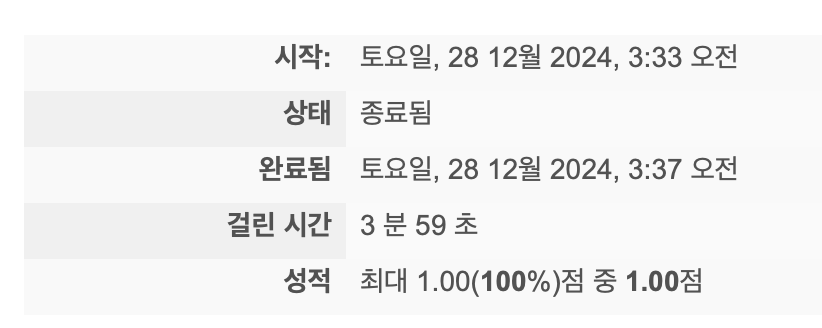 시작: 토요일, 28 12월 2024, 3:33 오전
상태 종료됨
완료됨 토요일, 28 12월 2024, 3:37 오전
걸린 시간 3 분 59 초
성적 최대 1.00(100%)점 중 1.00점